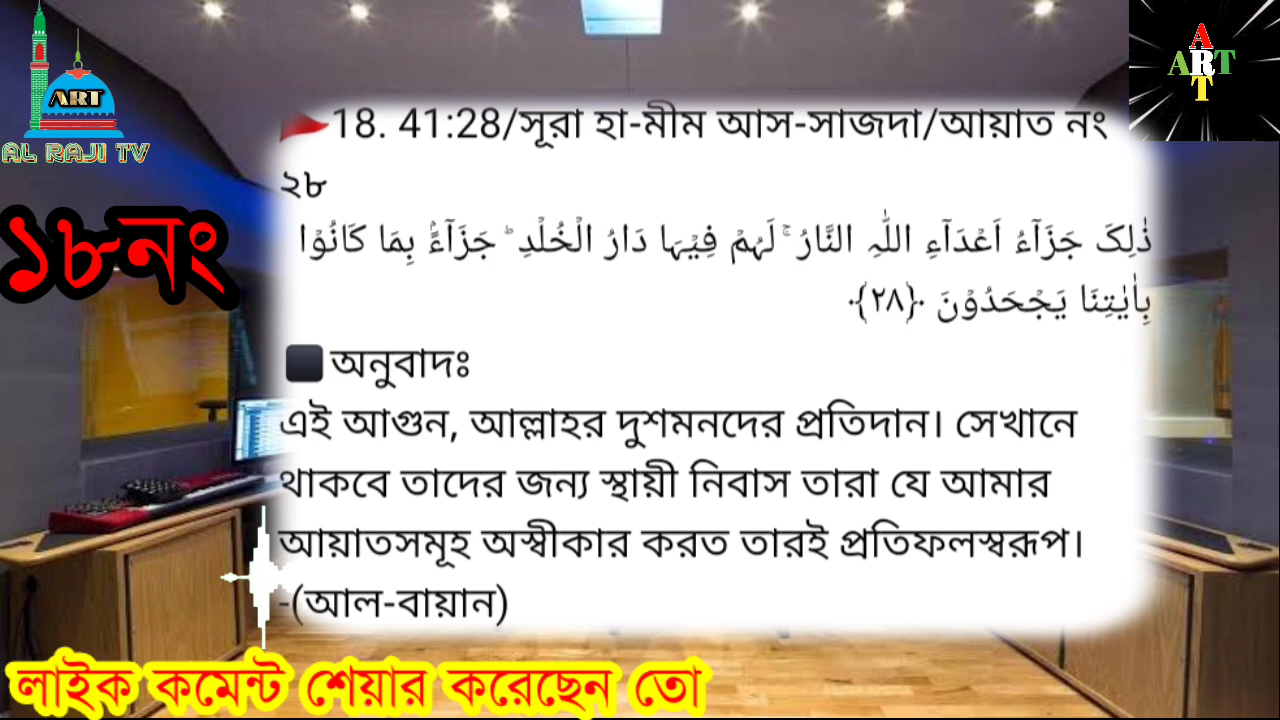 ART
AL RAJI TV
A
ART
T
১৮নং
18. 41:28/সূরা হা-মীম আস-সাজদা/আয়াত নং
২৮
ذٰلِکَ جَزَآءُ اَعۡدَآءِ اللّٰہِ النَّارُ ۚ لَہُمۡ فِیۡہَا دَارُ الۡخُلۡدِ ؕ جَزَآءًۢ بِمَا کَانُوۡا
بِاٰیٰتِنَا یَجۡحَدُوۡنَ ﴿۲۸﴾
অনুবাদঃ
এই আগুন, আল্লাহর দুশমনদের প্রতিদান। সেখানে
থাকবে তাদের জন্য স্থায়ী নিবাস তারা যে আমার
আয়াতসমূহ অস্বীকার করত তারই প্রতিফলস্বরূপ।
-(আল-বায়ান)
লাইক কমেন্ট শেয়ার করেছেন তো